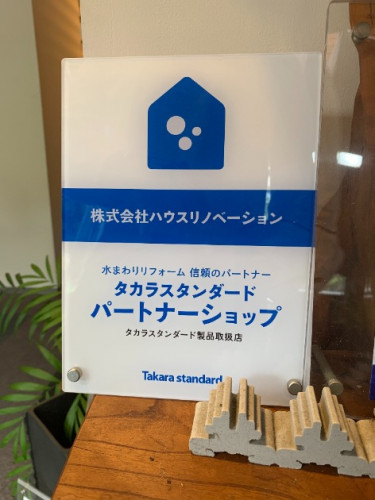 株式会社ハウスリノベーション
水まわりリフォーム 信頼のパートナー
タカラスタンダード
パートナーショップ
タカラスタンダード製品取扱店
Takara standard